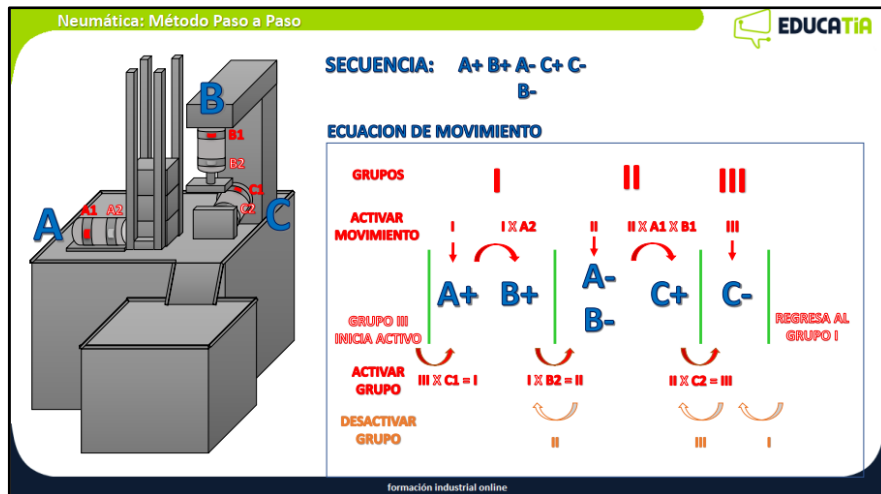 Neumática: Método Paso a Paso
EDUCATiA
SECUENCIA: A+ B+ A- C+ C-
B-
ECUACION DE MOVIMIENTO
B
B1
B2
C1
C2
C
A
A1
A2
GRUPOS
I
II
III
ACTIVAR
MOVIMIENTO
I
I X A2
II
II X A1 X B1
III
A+
B+
A-
B-
C+
C-
GRUPO III
INICIA ACTIVO
REGRESA AL
GRUPO I
ACTIVAR
GRUPO
III X C1 = I
I X B2 = II
II X C2 = III
DESACTIVAR
GRUPO
II
III
I
formación industrial online